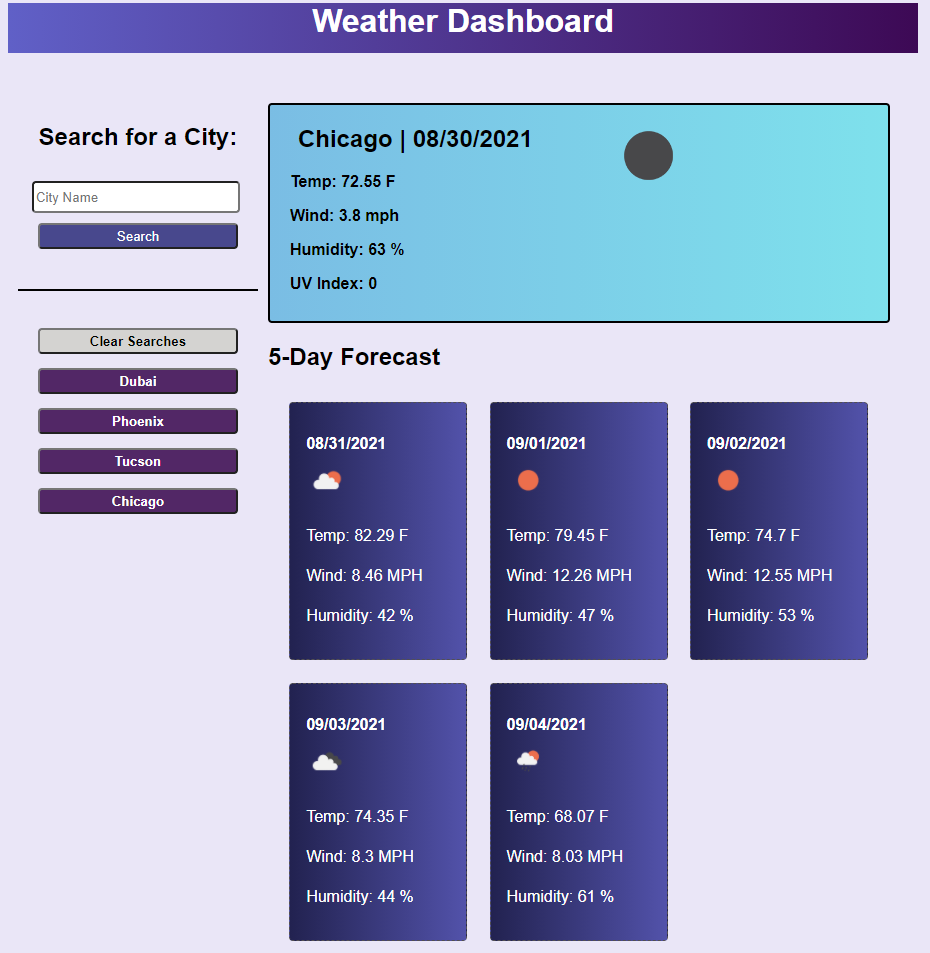 Weather Dashboard
Search for a City:
City Name
Search
Clear Searches
Dubai
Phoenix
Tucson
Chicago
Chicago | 08/30/2021
Temp: 72.55 F
Wind: 3.8 mph
Humidity: 63 %
UV Index: 0
5-Day Forecast
08/31/2021
Temp: 82.29 F
Wind: 8.46 MPH
Humidity: 42 %
09/01/2021
Temp: 79.45 F
Wind: 12.26 MPH
Humidity: 47 %
09/02/2021
Temp: 74.7 F
Wind: 12.55 MPH
Humidity: 53 %
09/03/2021
Temp: 74.35 F
Wind: 8.3 MPH
Humidity: 44 %
09/04/2021
Temp: 68.07 F
Wind: 8.03 MPH
Humidity: 61 %